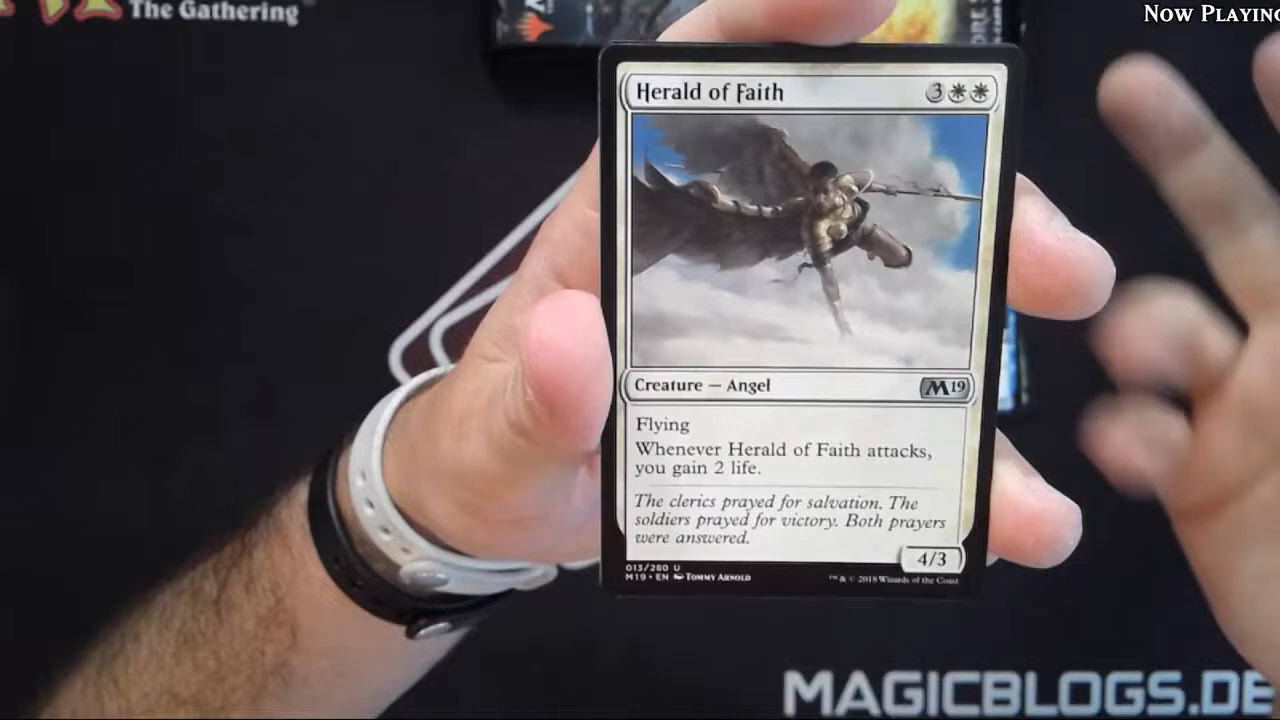 The Gathering
Now Playing
Herald of Faith
3
Creature — Angel
M19
Flying
Whenever Herald of Faith attacks,
you gain 2 life.
The clerics prayed for salvation. The
soldiers prayed for victory. Both prayers
were answered.
4/3
013/280 U
M19 • EN Tommy Arnold
™ & © 2018 Wizards of the Coast
MAGICBLOGS.DE